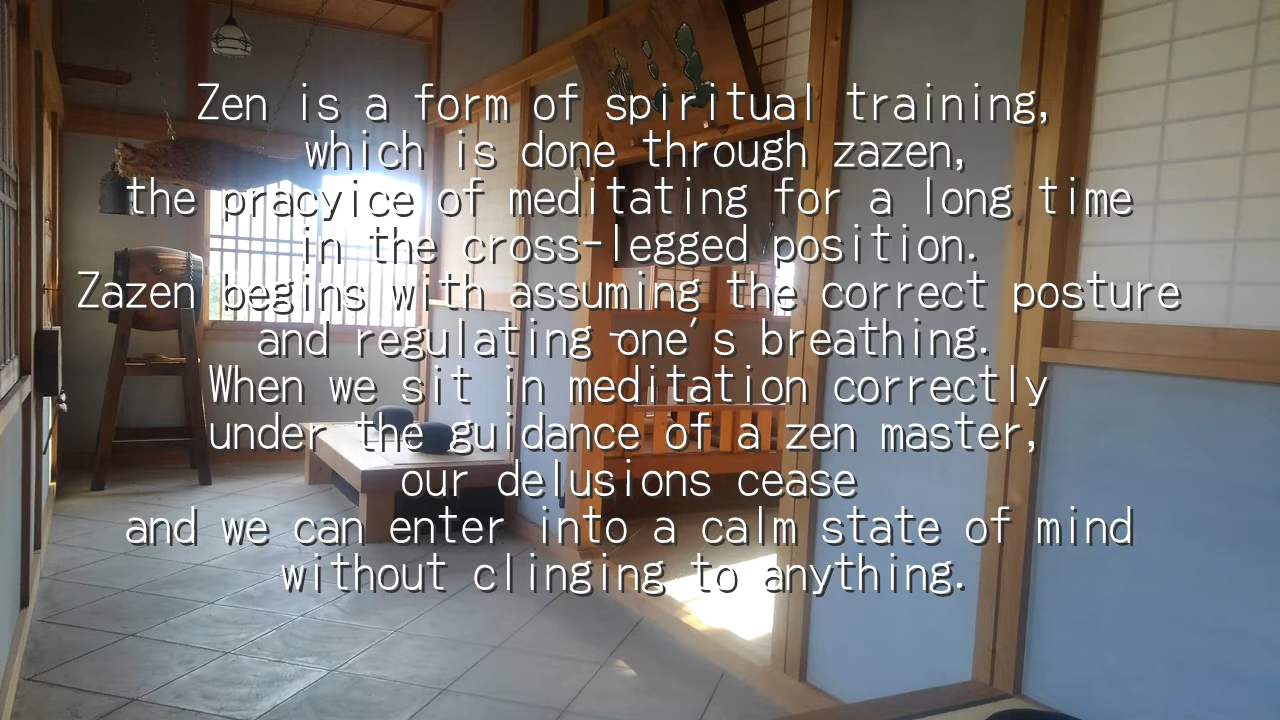 Zen is a form of spiritual training,
which is done through zazen,
the pracyice of meditating for a long time
in the cross-legged position.
Zazen begins with assuming the correct posture
and regulating one's breathing.
When we sit in meditation correctly
under the guidance of a zen master,
our delusions cease
and we can enter into a calm state of mind
without clinging to anything.